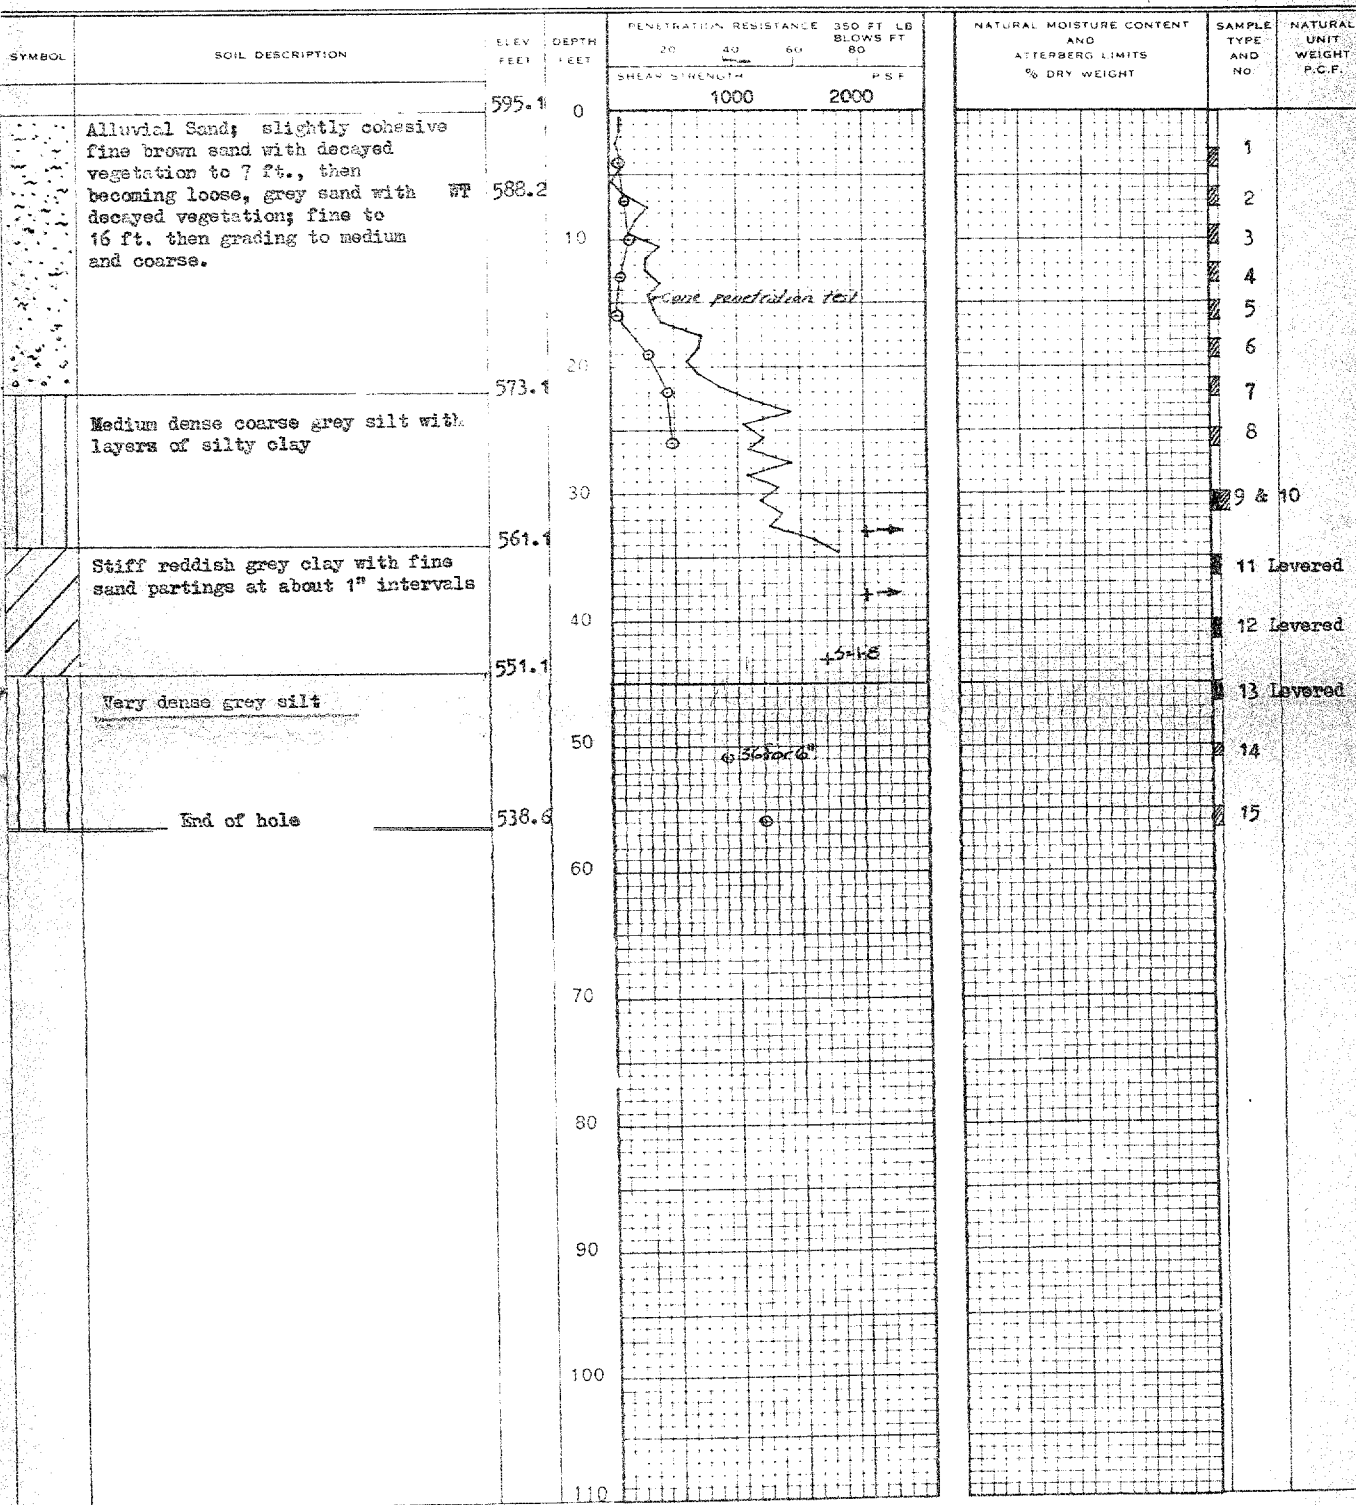 SYMBOL
SOIL DESCRIPTION
ELEV
FEET
DEPTH
FEET
PENETRATION RESISTANCE 350 FT LB
BLOWS FT
20 40 60 80
SHEAR STRENGTH P S F
1000 2000
NATURAL MOISTURE CONTENT
AND
ATTERBERG LIMITS
% DRY WEIGHT
SAMPLE
TYPE
AND
NO
NATURAL
UNIT
WEIGHT
P.C.F.
595.1
0
Alluvial Sand; slightly cohesive
fine brown sand with decayed
vegetation to 7 ft., then
becoming loose, grey sand with WT 588.2
decayed vegetation; fine to
16 ft. then grading to medium
and coarse.
1
2
3
10
4
Cone penetration test
5
6
20
573.1
7
Medium dense coarse grey silt with
layers of silty clay
8
30
9 & 10
561.1
Stiff reddish grey clay with fine
sand partings at about 1" intervals
11 Levered
40
12 Levered
551.1
13 Levered
Very dense grey silt
50
36 for 6"
14
End of hole
538.6
15
60
70
80
90
100
110